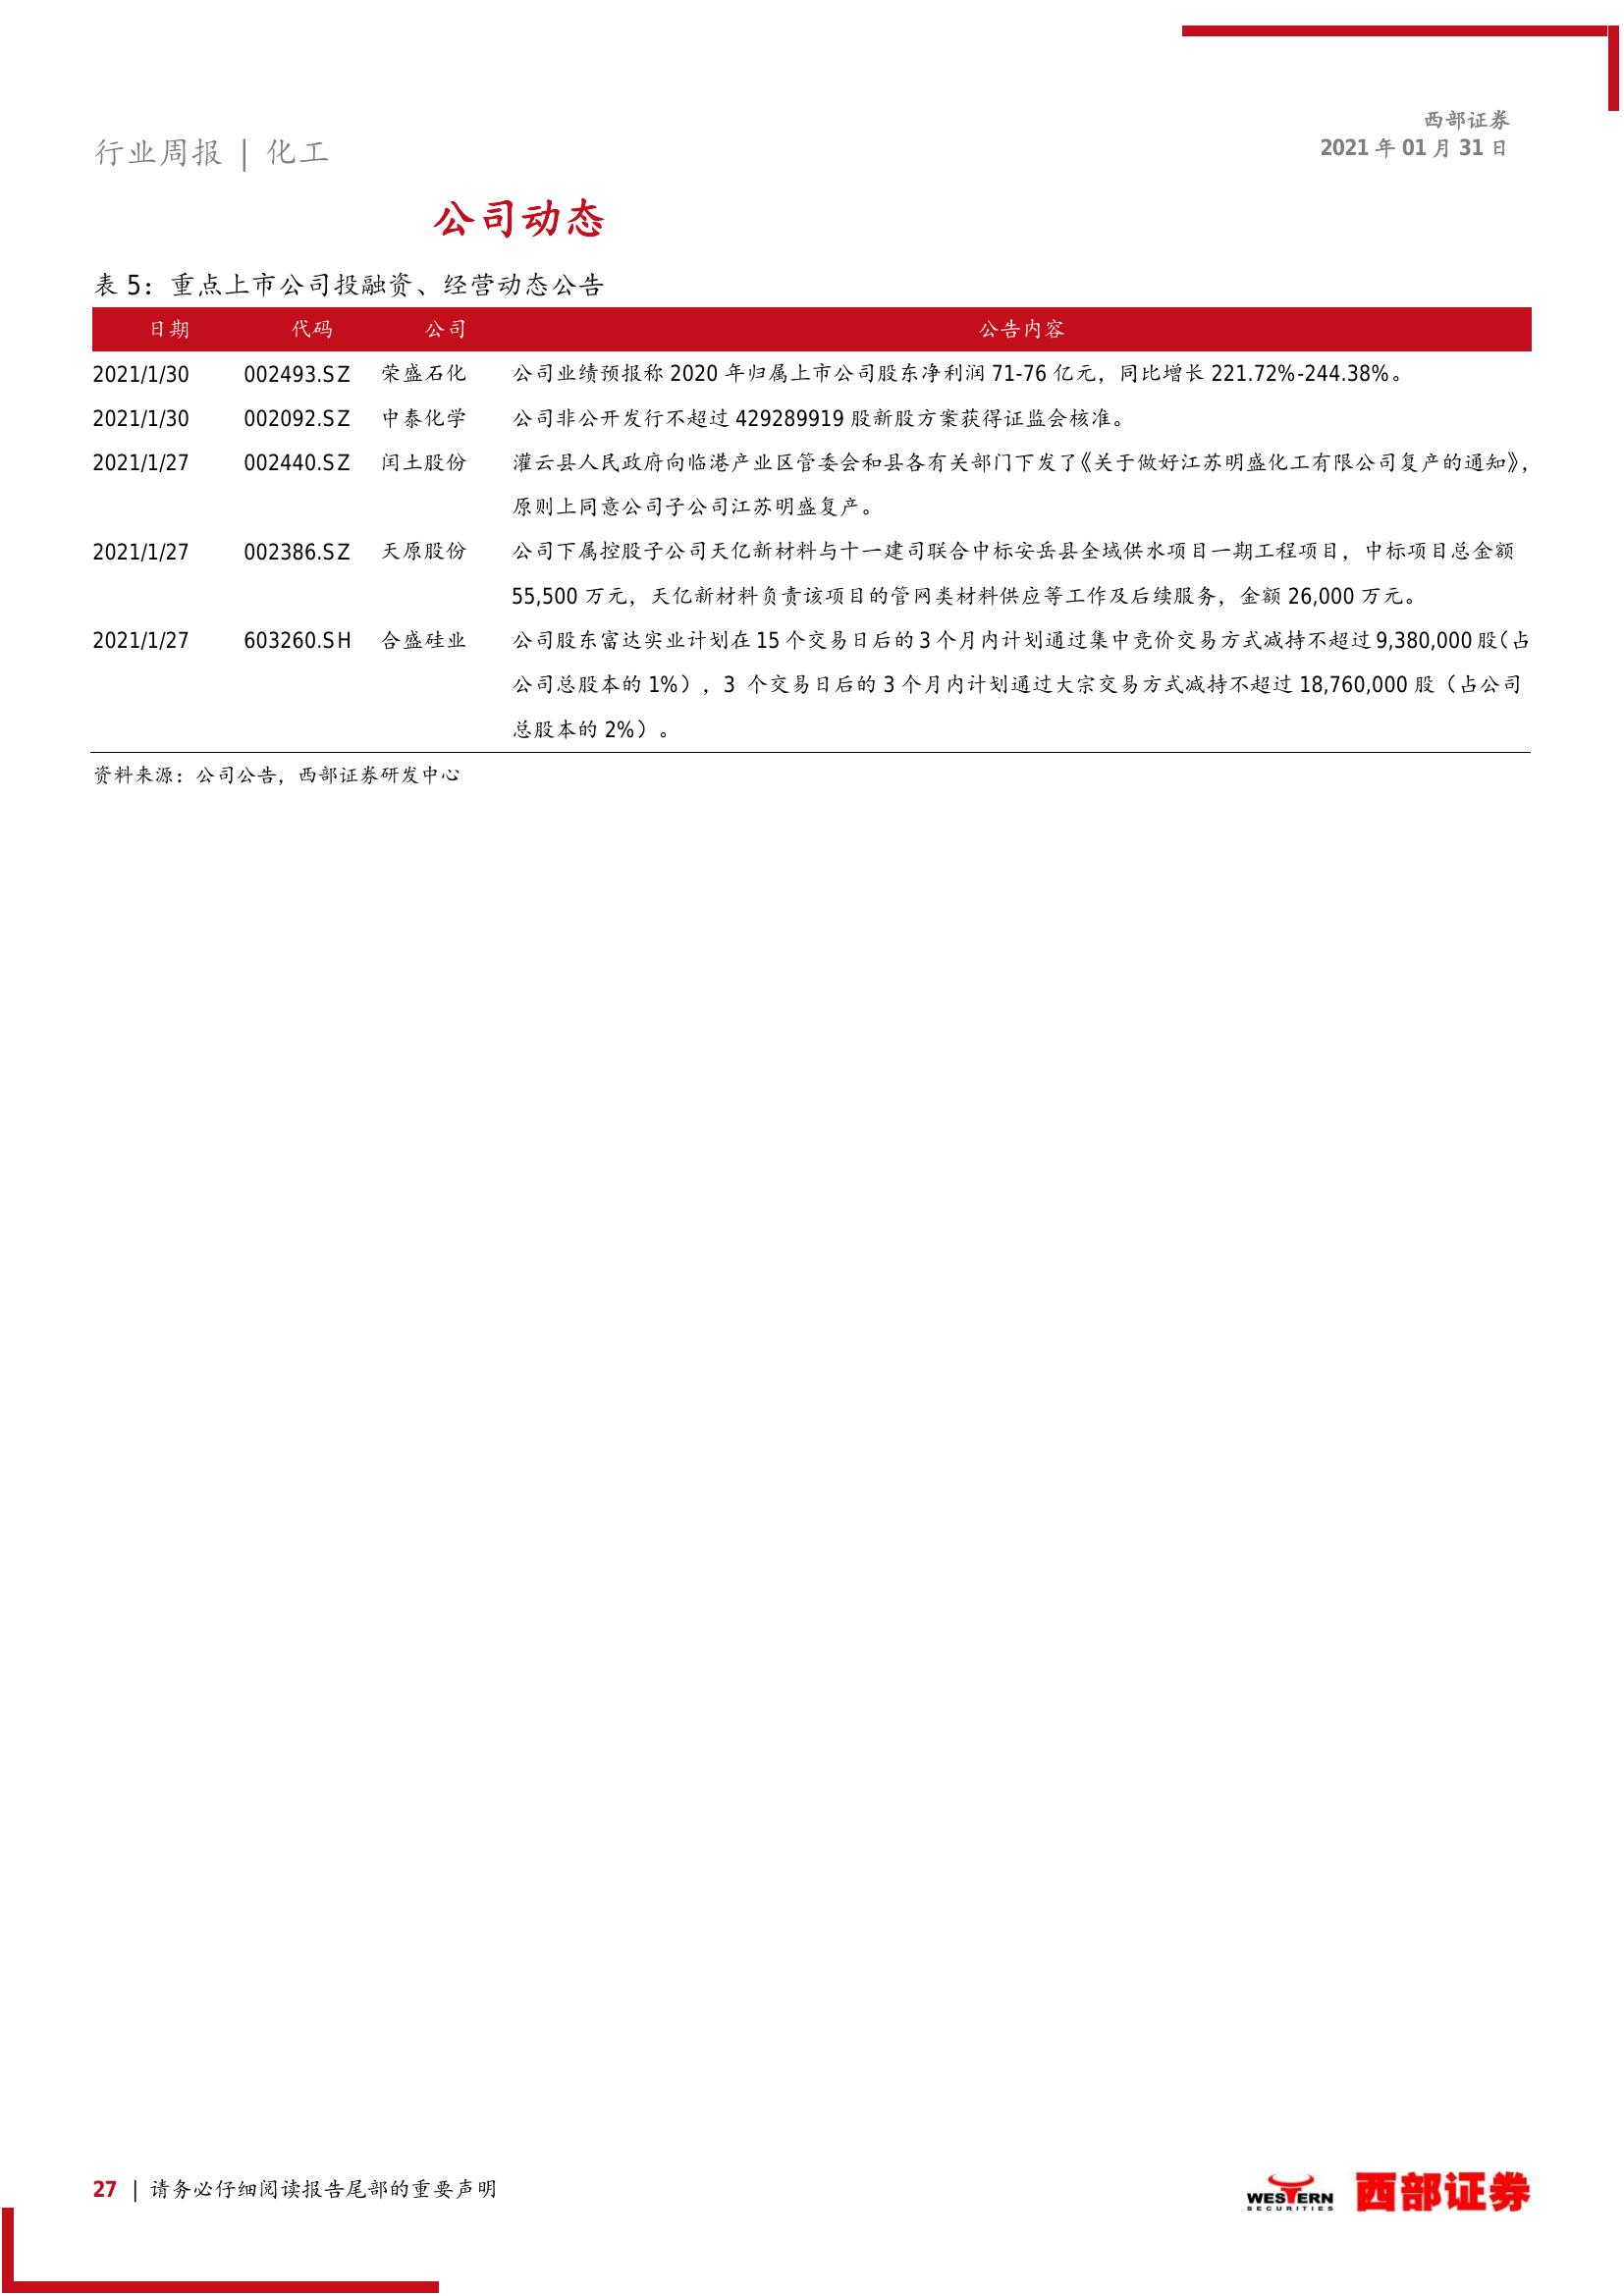 西部证券
2021 年 01 月 31 日
行业周报 | 化工
公司动态
表 5：重点上市公司投融资、经营动态公告
日期 代码 公司 公告内容
2021/1/30 002493.SZ 荣盛石化 公司业绩预报称 2020 年归属上市公司股东净利润 71-76 亿元，同比增长 221.72%-244.38%。
2021/1/30 002092.SZ 中泰化学 公司非公开发行不超过 429289919 股新股方案获得证监会核准。
2021/1/27 002440.SZ 闰土股份 灌云县人民政府向临港产业区管委会和县各有关部门下发了《关于做好江苏明盛化工有限公司复产的通知》，
原则上同意公司子公司江苏明盛复产。
2021/1/27 002386.SZ 天原股份 公司下属控股子公司天亿新材料与十一建司联合中标安岳县全域供水项目一期工程项目，中标项目总金额
55,500 万元，天亿新材料负责该项目的管网类材料供应等工作及后续服务，金额 26,000 万元。
2021/1/27 603260.SH 合盛硅业 公司股东富达实业计划在 15 个交易日后的 3 个月内计划通过集中竞价交易方式减持不超过 9,380,000 股（占
公司总股本的 1%），3 个交易日后的 3 个月内计划通过大宗交易方式减持不超过 18,760,000 股（占公司
总股本的 2%）。
资料来源：公司公告，西部证券研发中心
27 | 请务必仔细阅读报告尾部的重要声明
WESTERN
SECURITIES
西部证券